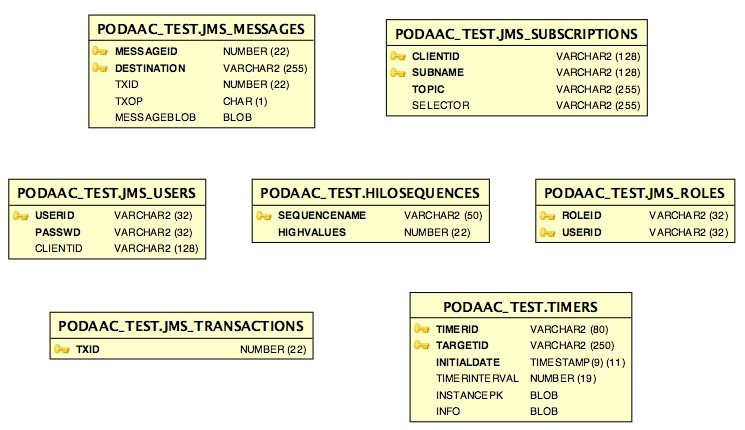 PODAAC_TEST.JMS_MESSAGES
MESSAGEID NUMBER (22)
DESTINATION VARCHAR2 (255)
TXID NUMBER (22)
TXOP CHAR (1)
MESSAGEBLOB BLOB
PODAAC_TEST.JMS_SUBSCRIPTIONS
CLIENTID VARCHAR2 (128)
SUBNAME VARCHAR2 (128)
TOPIC VARCHAR2 (255)
SELECTOR VARCHAR2 (255)
PODAAC_TEST.JMS_USERS
USERID VARCHAR2 (32)
PASSWD VARCHAR2 (32)
CLIENTID VARCHAR2 (128)
PODAAC_TEST.HILOSEQUENCES
SEQUENCENAME VARCHAR2 (50)
HIGHVALUES NUMBER (22)
PODAAC_TEST.JMS_ROLES
ROLEID VARCHAR2 (32)
USERID VARCHAR2 (32)
PODAAC_TEST.JMS_TRANSACTIONS
TXID NUMBER (22)
PODAAC_TEST.TIMERS
TIMERID VARCHAR2 (80)
TARGETID VARCHAR2 (250)
INITIALDATE TIMESTAMP(9) (11)
TIMERINTERVAL NUMBER (19)
INSTANCEPK BLOB
INFO BLOB